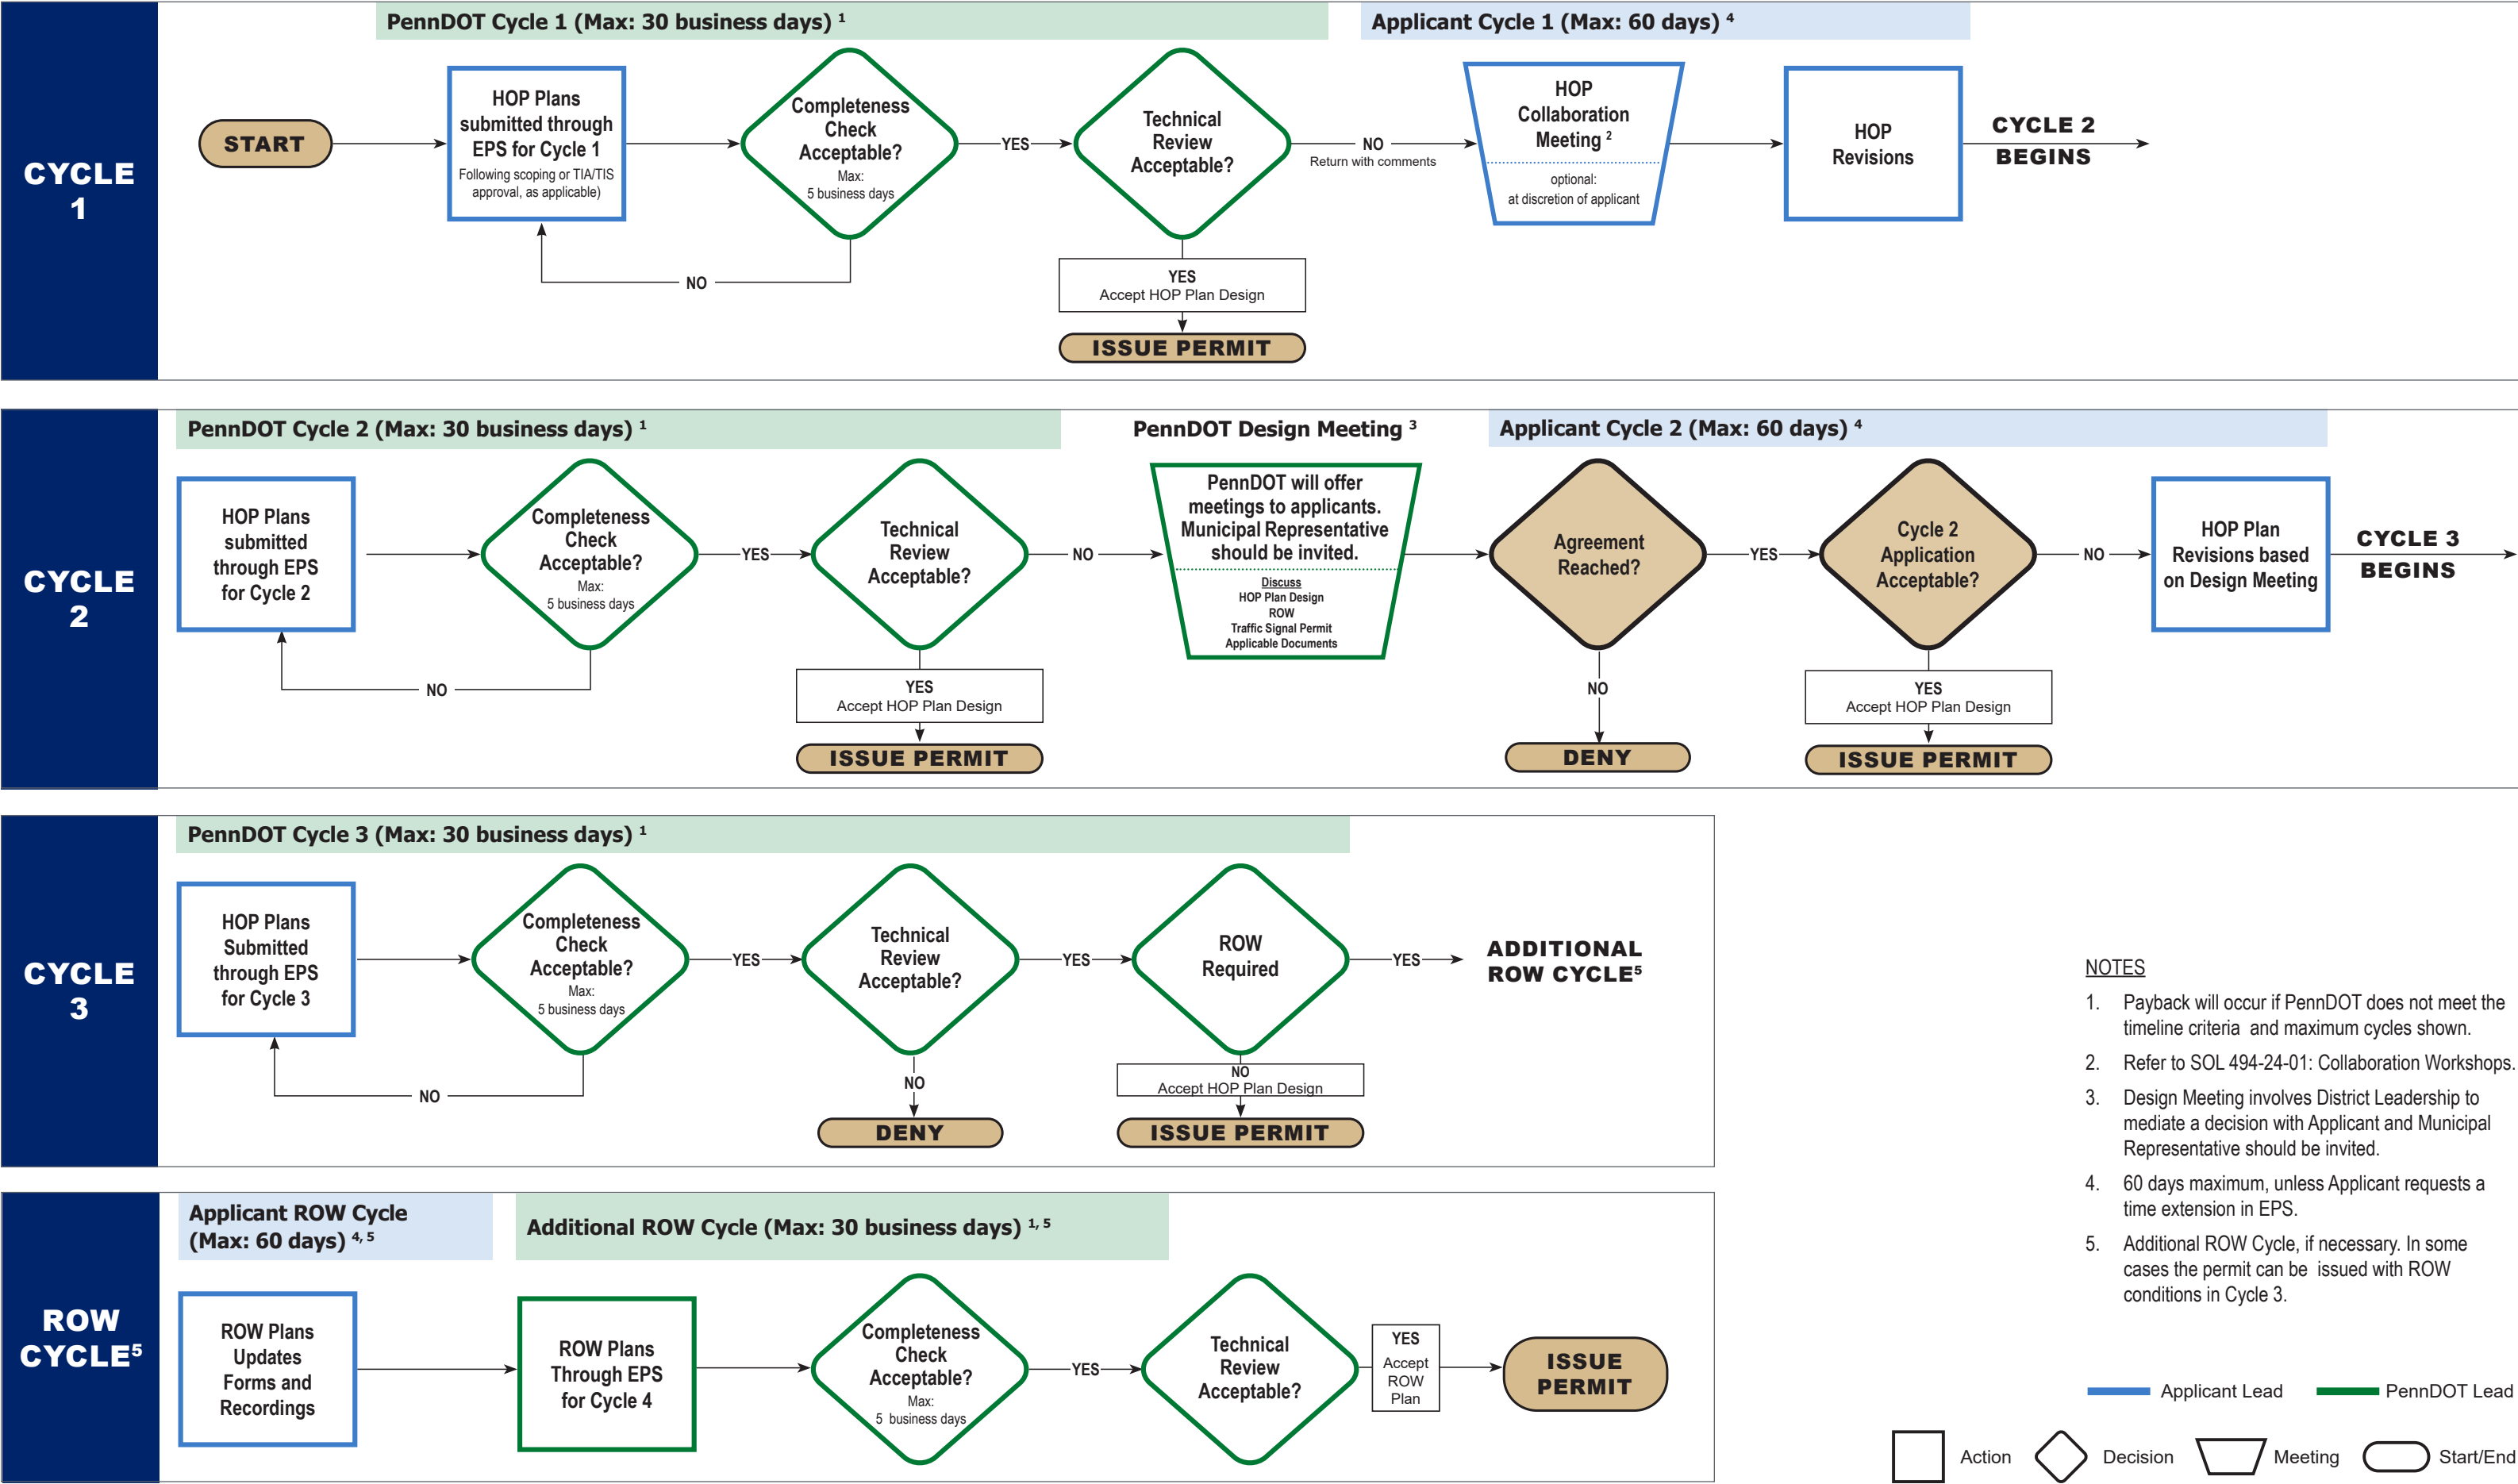 CYCLE
1
PennDOT Cycle 1 (Max: 30 business days) 1
Applicant Cycle 1 (Max: 60 days) 4
START
HOP Plans
submitted through
EPS for Cycle 1
Following scoping or TIA/TIS
approval, as applicable)
Completeness
Check
Acceptable?
Max:
5 business days
YES
NO
Technical
Review
Acceptable?
NO
Return with comments
YES
Accept HOP Plan Design
ISSUE PERMIT
HOP
Collaboration
Meeting 2
optional:
at discretion of applicant
HOP
Revisions
CYCLE 2
BEGINS
CYCLE
2
PennDOT Cycle 2 (Max: 30 business days) 1
PennDOT Design Meeting 3
Applicant Cycle 2 (Max: 60 days) 4
HOP Plans
submitted
through EPS
for Cycle 2
Completeness
Check
Acceptable?
Max:
5 business days
YES
NO
Technical
Review
Acceptable?
NO
YES
Accept HOP Plan Design
ISSUE PERMIT
PennDOT will offer
meetings to applicants.
Municipal Representative
should be invited.
Discuss
HOP Plan Design
ROW
Traffic Signal Permit
Applicable Documents
Agreement
Reached?
YES
NO
DENY
Cycle 2
Application
Acceptable?
NO
YES
Accept HOP Plan Design
ISSUE PERMIT
HOP Plan
Revisions based
on Design Meeting
CYCLE 3
BEGINS
CYCLE
3
PennDOT Cycle 3 (Max: 30 business days) 1
HOP Plans
Submitted
through EPS
for Cycle 3
Completeness
Check
Acceptable?
Max:
5 business days
YES
NO
Technical
Review
Acceptable?
YES
NO
DENY
ROW
Required
YES
NO
Accept HOP Plan Design
ISSUE PERMIT
ADDITIONAL
ROW CYCLE5
ROW
CYCLE5
Applicant ROW Cycle
(Max: 60 days) 4, 5
Additional ROW Cycle (Max: 30 business days) 1, 5
ROW Plans
Updates
Forms and
Recordings
ROW Plans
Through EPS
for Cycle 4
Completeness
Check
Acceptable?
Max:
5 business days
YES
Technical
Review
Acceptable?
YES
Accept
ROW
Plan
ISSUE
PERMIT
NOTES
1. Payback will occur if PennDOT does not meet the
timeline criteria and maximum cycles shown.
2. Refer to SOL 494-24-01: Collaboration Workshops.
3. Design Meeting involves District Leadership to
mediate a decision with Applicant and Municipal
Representative should be invited.
4. 60 days maximum, unless Applicant requests a
time extension in EPS.
5. Additional ROW Cycle, if necessary. In some
cases the permit can be issued with ROW
conditions in Cycle 3.
Applicant Lead
PennDOT Lead
Action
Decision
Meeting
Start/End